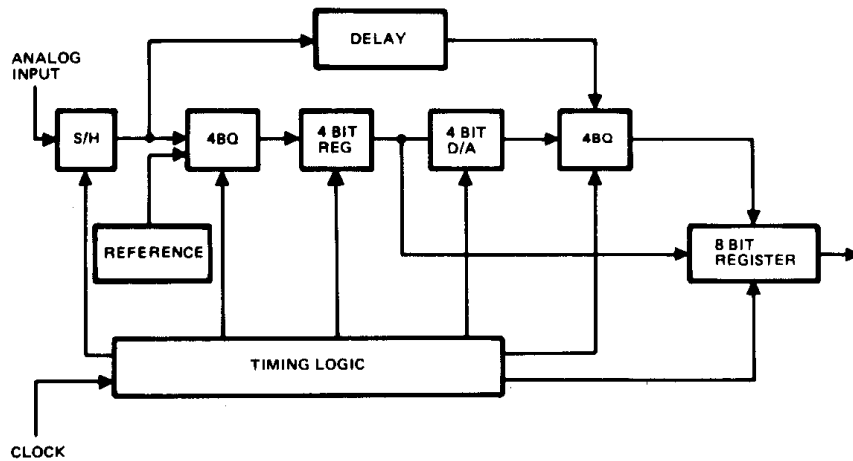 DELAY
ANALOG
INPUT
S/H
4BQ
4 BIT
REG
4 BIT
D/A
4BQ
REFERENCE
8 BIT
REGISTER
TIMING LOGIC
CLOCK